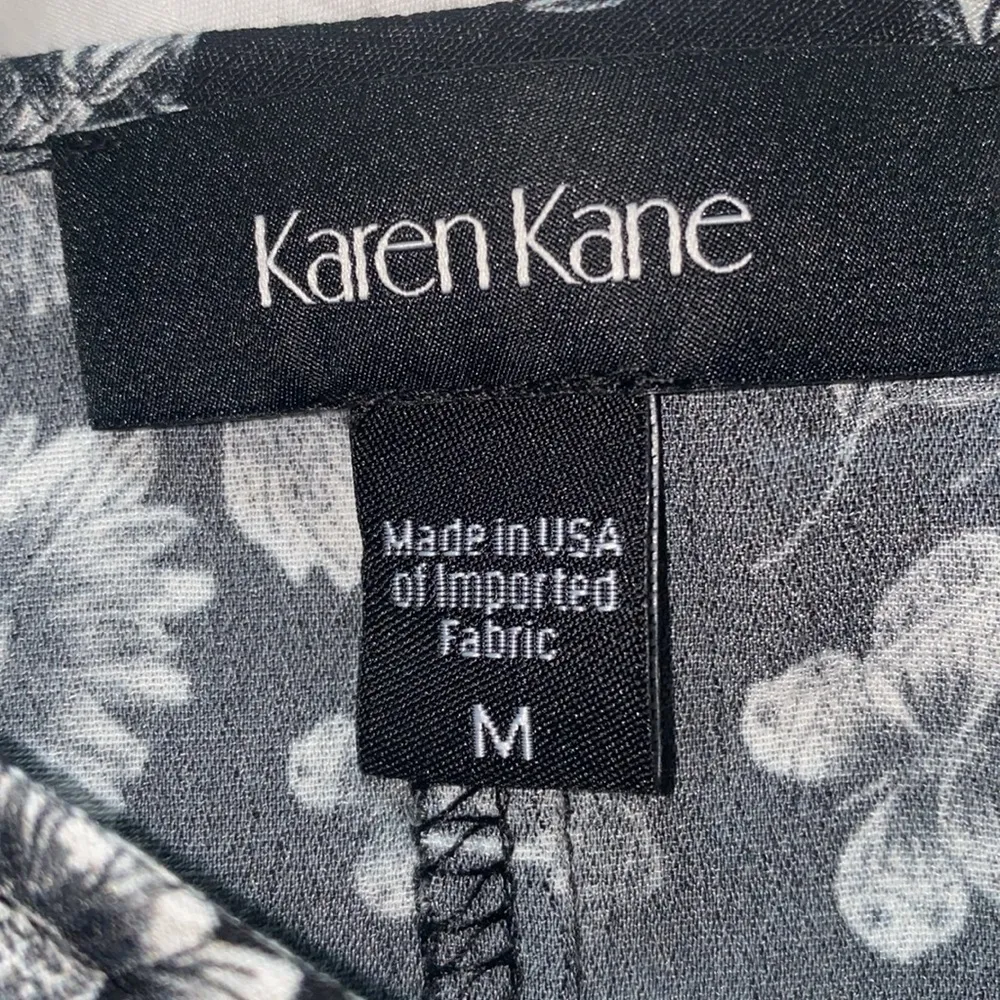 Karen Kane
Made in USA
of Imported
Fabric
M